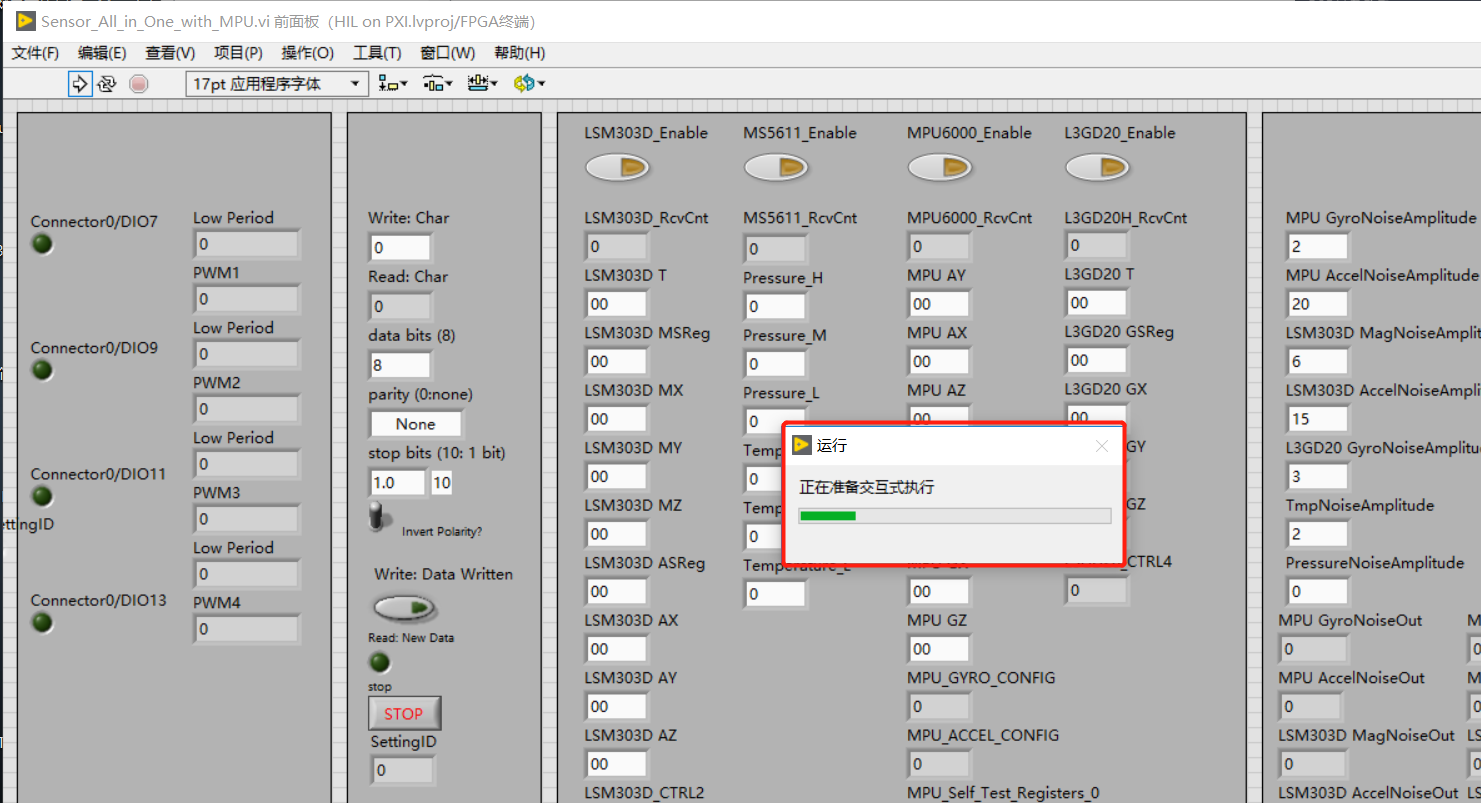 Sensor_All_in_One_with_MPU.vi 前面板（HIL on PXI.lvproj/FPGA终端）
文件(F) 编辑(E) 查看(V) 项目(P) 操作(O) 工具(T) 窗口(W) 帮助(H)
17pt 应用程序字体
Connector0/DIO7
Low Period
0
PWM1
0
Connector0/DIO9
Low Period
0
PWM2
0
Connector0/DIO11
Low Period
0
PWM3
0
ettingID
Connector0/DIO13
Low Period
0
PWM4
0
Write: Char
0
Read: Char
0
data bits (8)
8
parity (0:none)
None
stop bits (10: 1 bit)
1.0 10
Invert Polarity?
Write: Data Written
Read: New Data
stop
STOP
SettingID
0
LSM303D_Enable
LSM303D_RcvCnt
0
LSM303D T
00
LSM303D MSReg
00
LSM303D MX
00
LSM303D MY
00
LSM303D MZ
00
LSM303D ASReg
00
LSM303D AX
00
LSM303D AY
00
LSM303D AZ
00
LSM303D_CTRL2
MS5611_Enable
MS5611_RcvCnt
0
Pressure_H
0
Pressure_M
0
Pressure_L
0
Temp
0
Temp
0
Temperature_L
0
MPU6000_Enable
MPU6000_RcvCnt
0
MPU AY
00
MPU AX
00
MPU AZ
00
00
MPU GZ
00
MPU_GYRO_CONFIG
0
MPU_ACCEL_CONFIG
0
MPU_Self_Test_Registers_0
L3GD20_Enable
L3GD20H_RcvCnt
0
L3GD20 T
00
L3GD20 GSReg
00
L3GD20 GX
00
GY
GZ
CTRL4
0
运行
正在准备交互式执行
MPU GyroNoiseAmplitude
2
MPU AccelNoiseAmplitude
20
LSM303D MagNoiseAmplit
6
LSM303D AccelNoiseAmpli
15
L3GD20 GyroNoiseAmplitu
3
TmpNoiseAmplitude
2
PressureNoiseAmplitude
0
MPU GyroNoiseOut M
0 0
MPU AccelNoiseOut M
0 0
LSM303D MagNoiseOut LS
0 0
LSM303D AccelNoiseOut LS